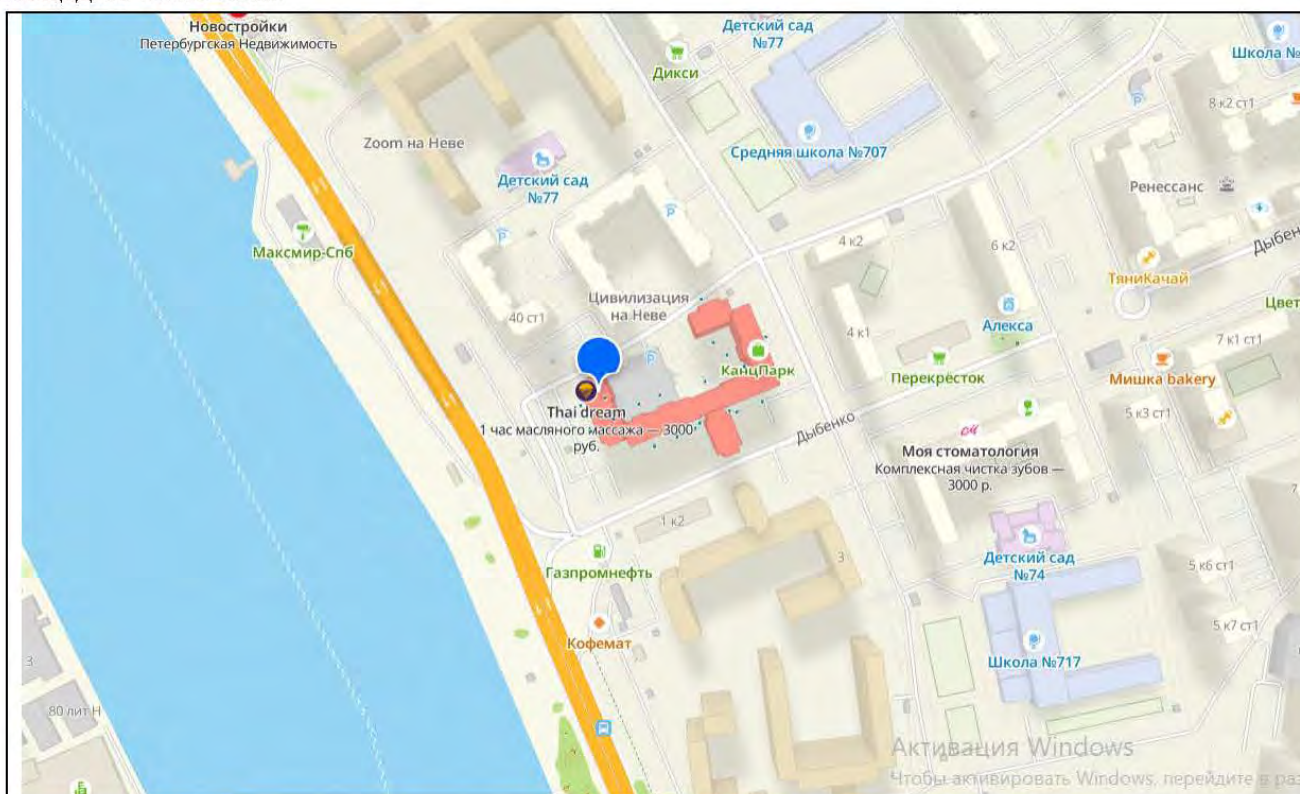 Новостройки
Петербургская Недвижимость
Детский сад
№77
Школа №
Дикси
8 к2 ст1
Zoom на Неве
Средняя школа №707
Детский сад
№77
Ренессанс
Максмир-Спб
4 к2
6 к2
Дыбен
ТяниКачай
Цивилизация
на Неве
40 ст1
Алекса
Цвет
4 к1
7 к1 ст1
КанцПарк
Перекрёсток
Мишка bakery
Thai dream
1 час масляного массажа — 3000
руб.
Дыбенко
5 к3 ст1
Моя стоматология
Комплексная чистка зубов —
3000 р.
1 к2
3
Детский сад
№74
Газпромнефть
5 к6 ст1
Кофемат
5 к7 ст1
Школа №717
3
80 лит Н
Активация Windows
Чтобы активировать Windows, перейдите в раз